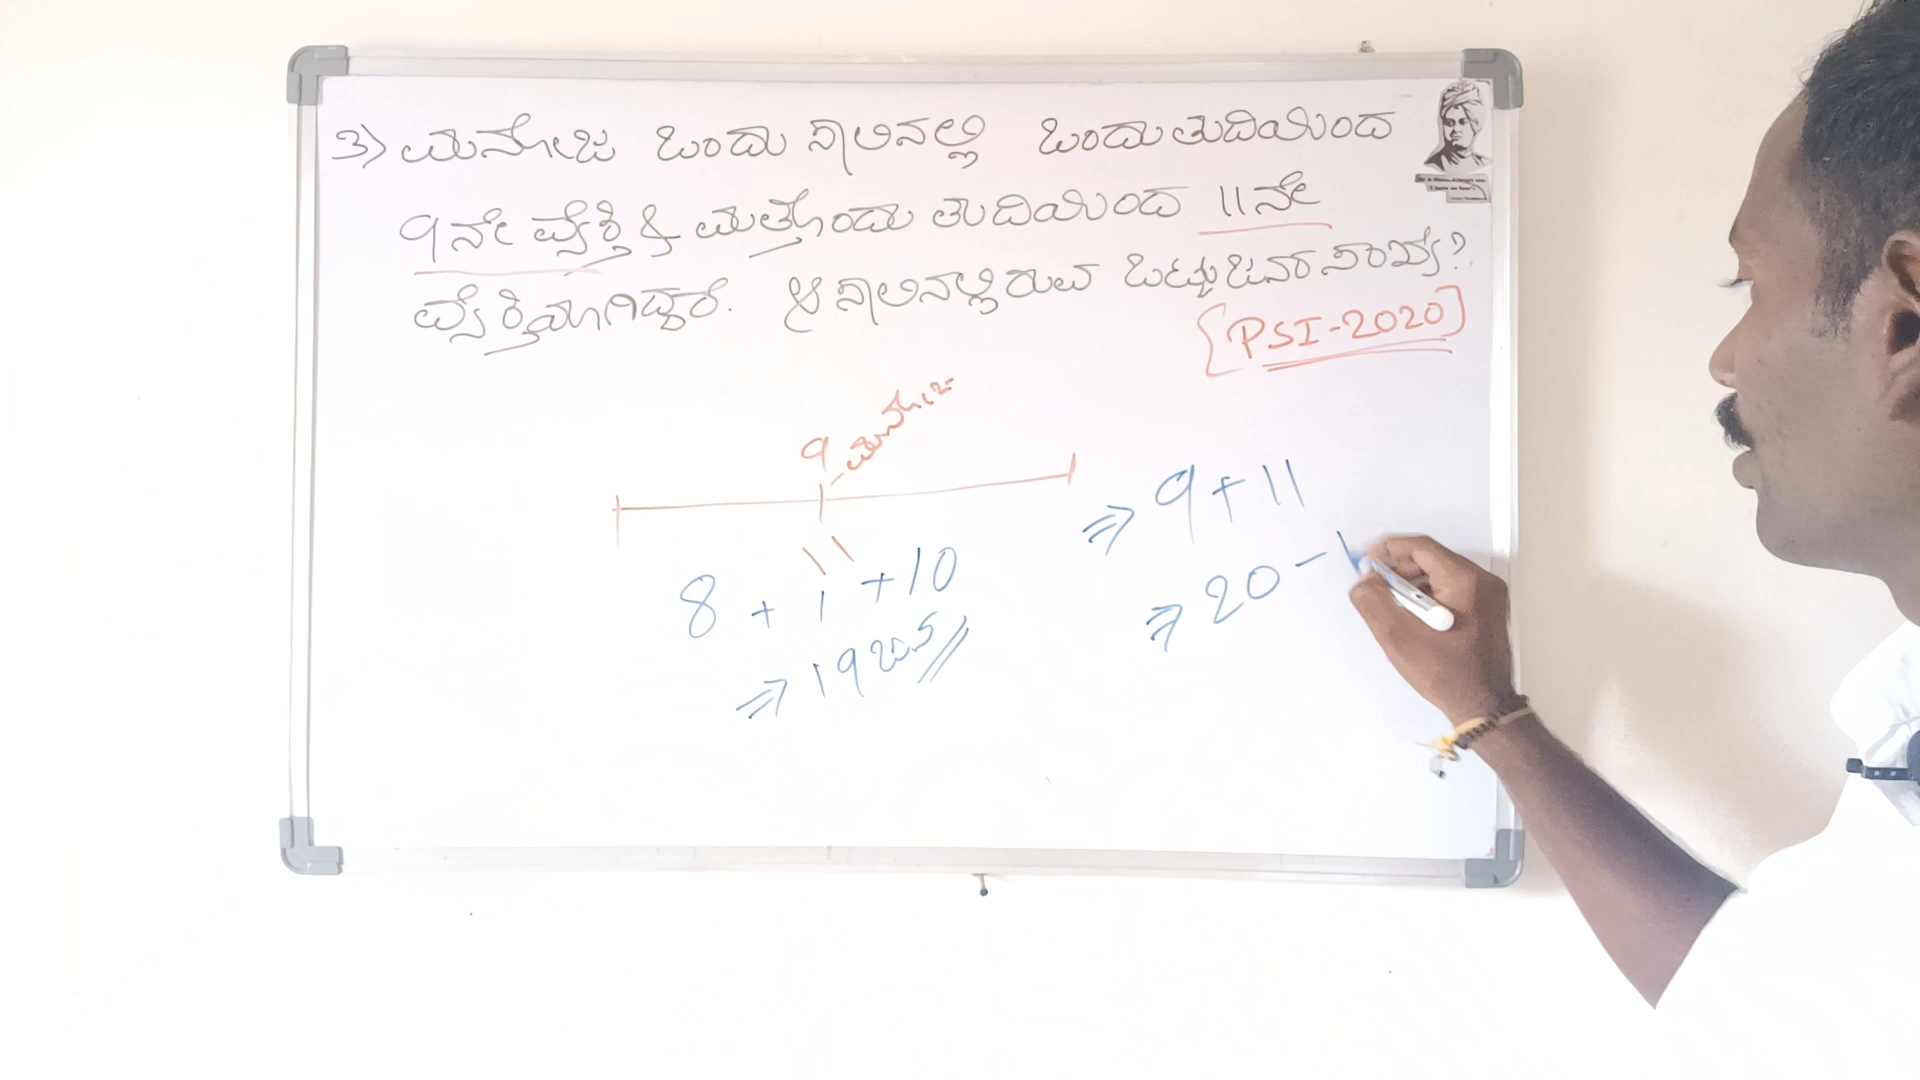 3) ಮನೋಜ ಒಂದು ಸಾಲಿನಲ್ಲಿ ಒಂದು ತುದಿಯಿಂದ
9ನೇ ವ್ಯಕ್ತಿ & ಮತ್ತೊಂದು ತುದಿಯಿಂದ 11ನೇ
ವ್ಯಕ್ತಿಯಾಗಿದ್ದಾರೆ. ಆ ಸಾಲಿನಲ್ಲಿರುವ ಒಟ್ಟು ಜನರ ಸಂಖ್ಯೆ?
[PSI-2020]
9 ಮನೋಜ
11
8 + 1 + 10
⇒ 19 ಜನ
⇒ 9 + 11
⇒ 20 - 1